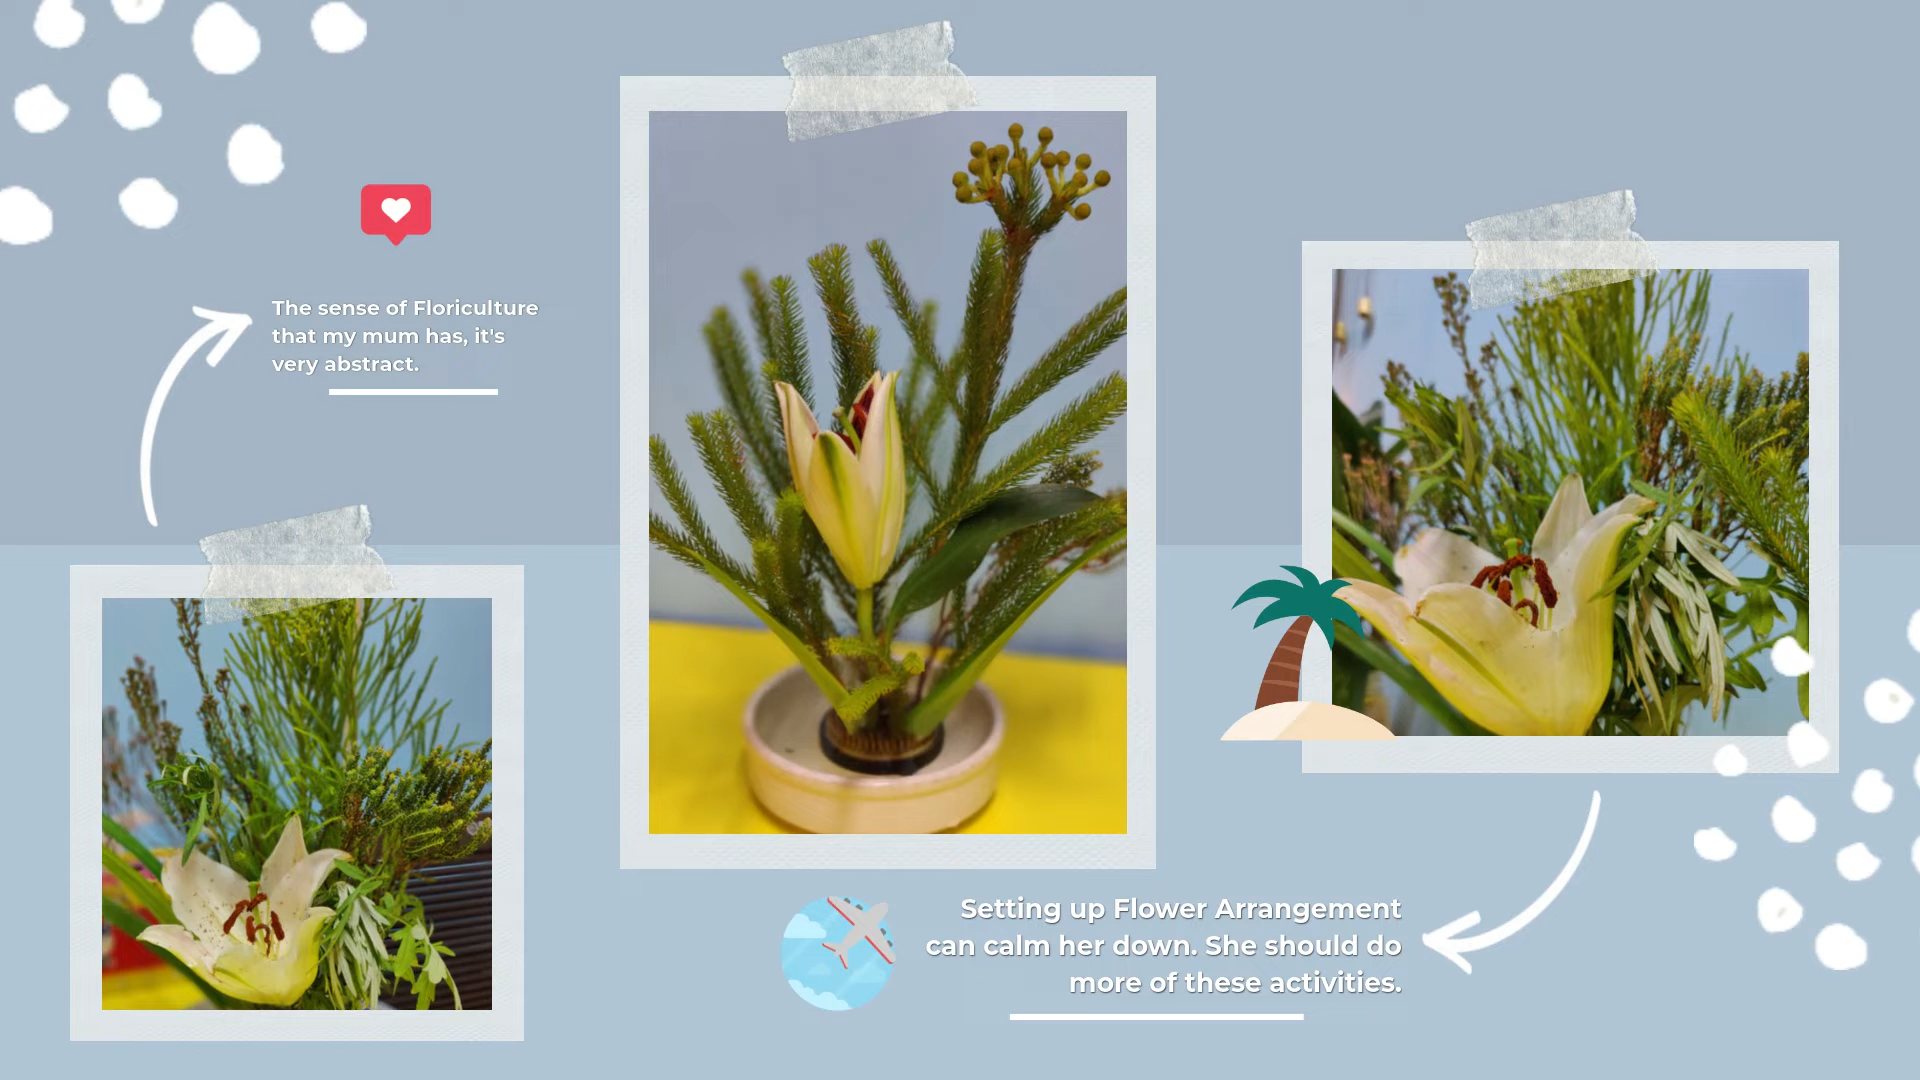 The sense of Floriculture
that my mum has, it's
very abstract.
Setting up Flower Arrangement
can calm her down. She should do
more of these activities.